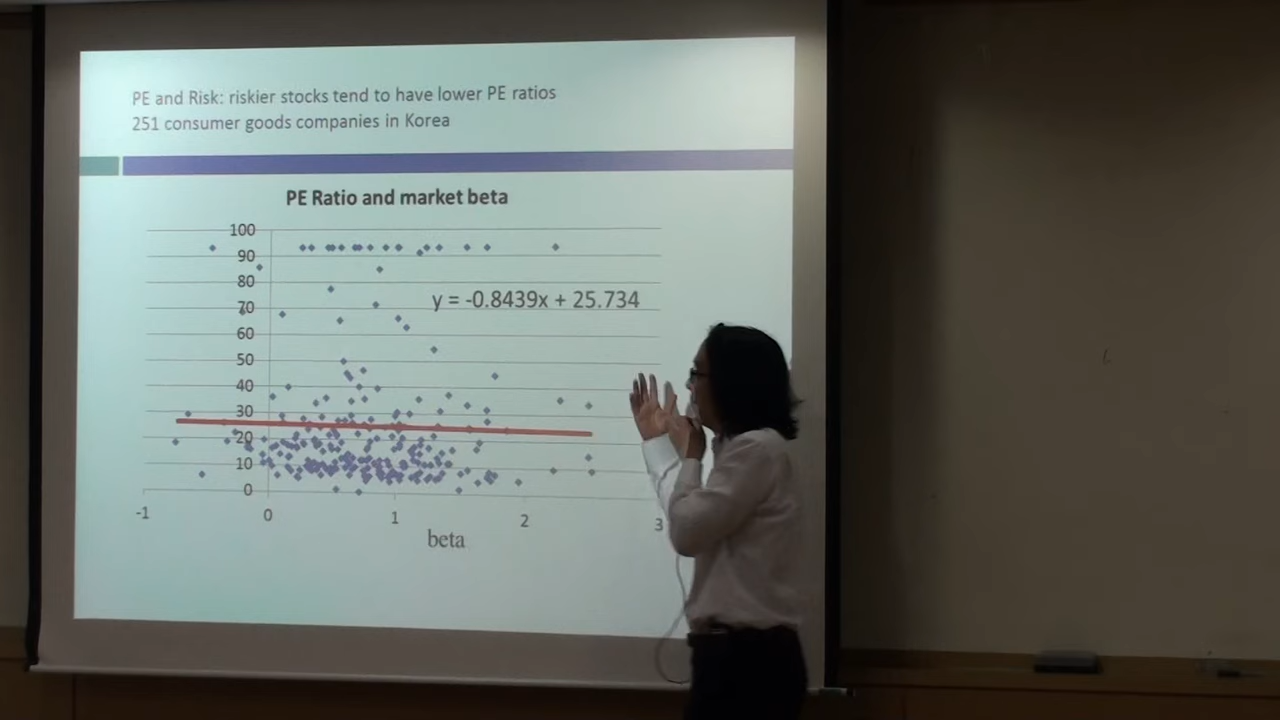 PE and Risk: riskier stocks tend to have lower PE ratios
251 consumer goods companies in Korea
PE Ratio and market beta
100
90
80
70
60
50
40
30
20
10
0
y = -0.8439x + 25.734
-1 0 1 2 3
beta